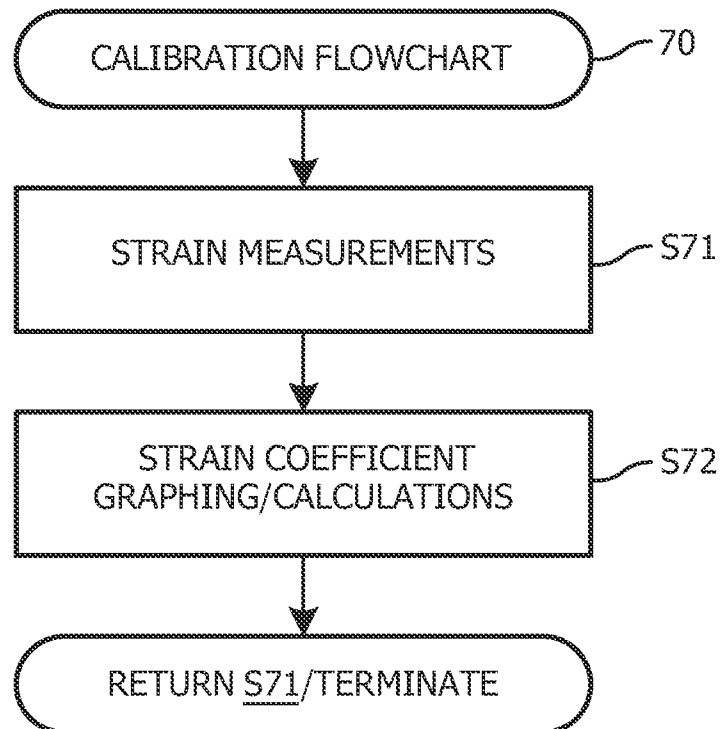 CALIBRATION FLOWCHART
70
STRAIN MEASUREMENTS
S71
STRAIN COEFFICIENT
GRAPHING/CALCULATIONS
S72
RETURN S71/TERMINATE